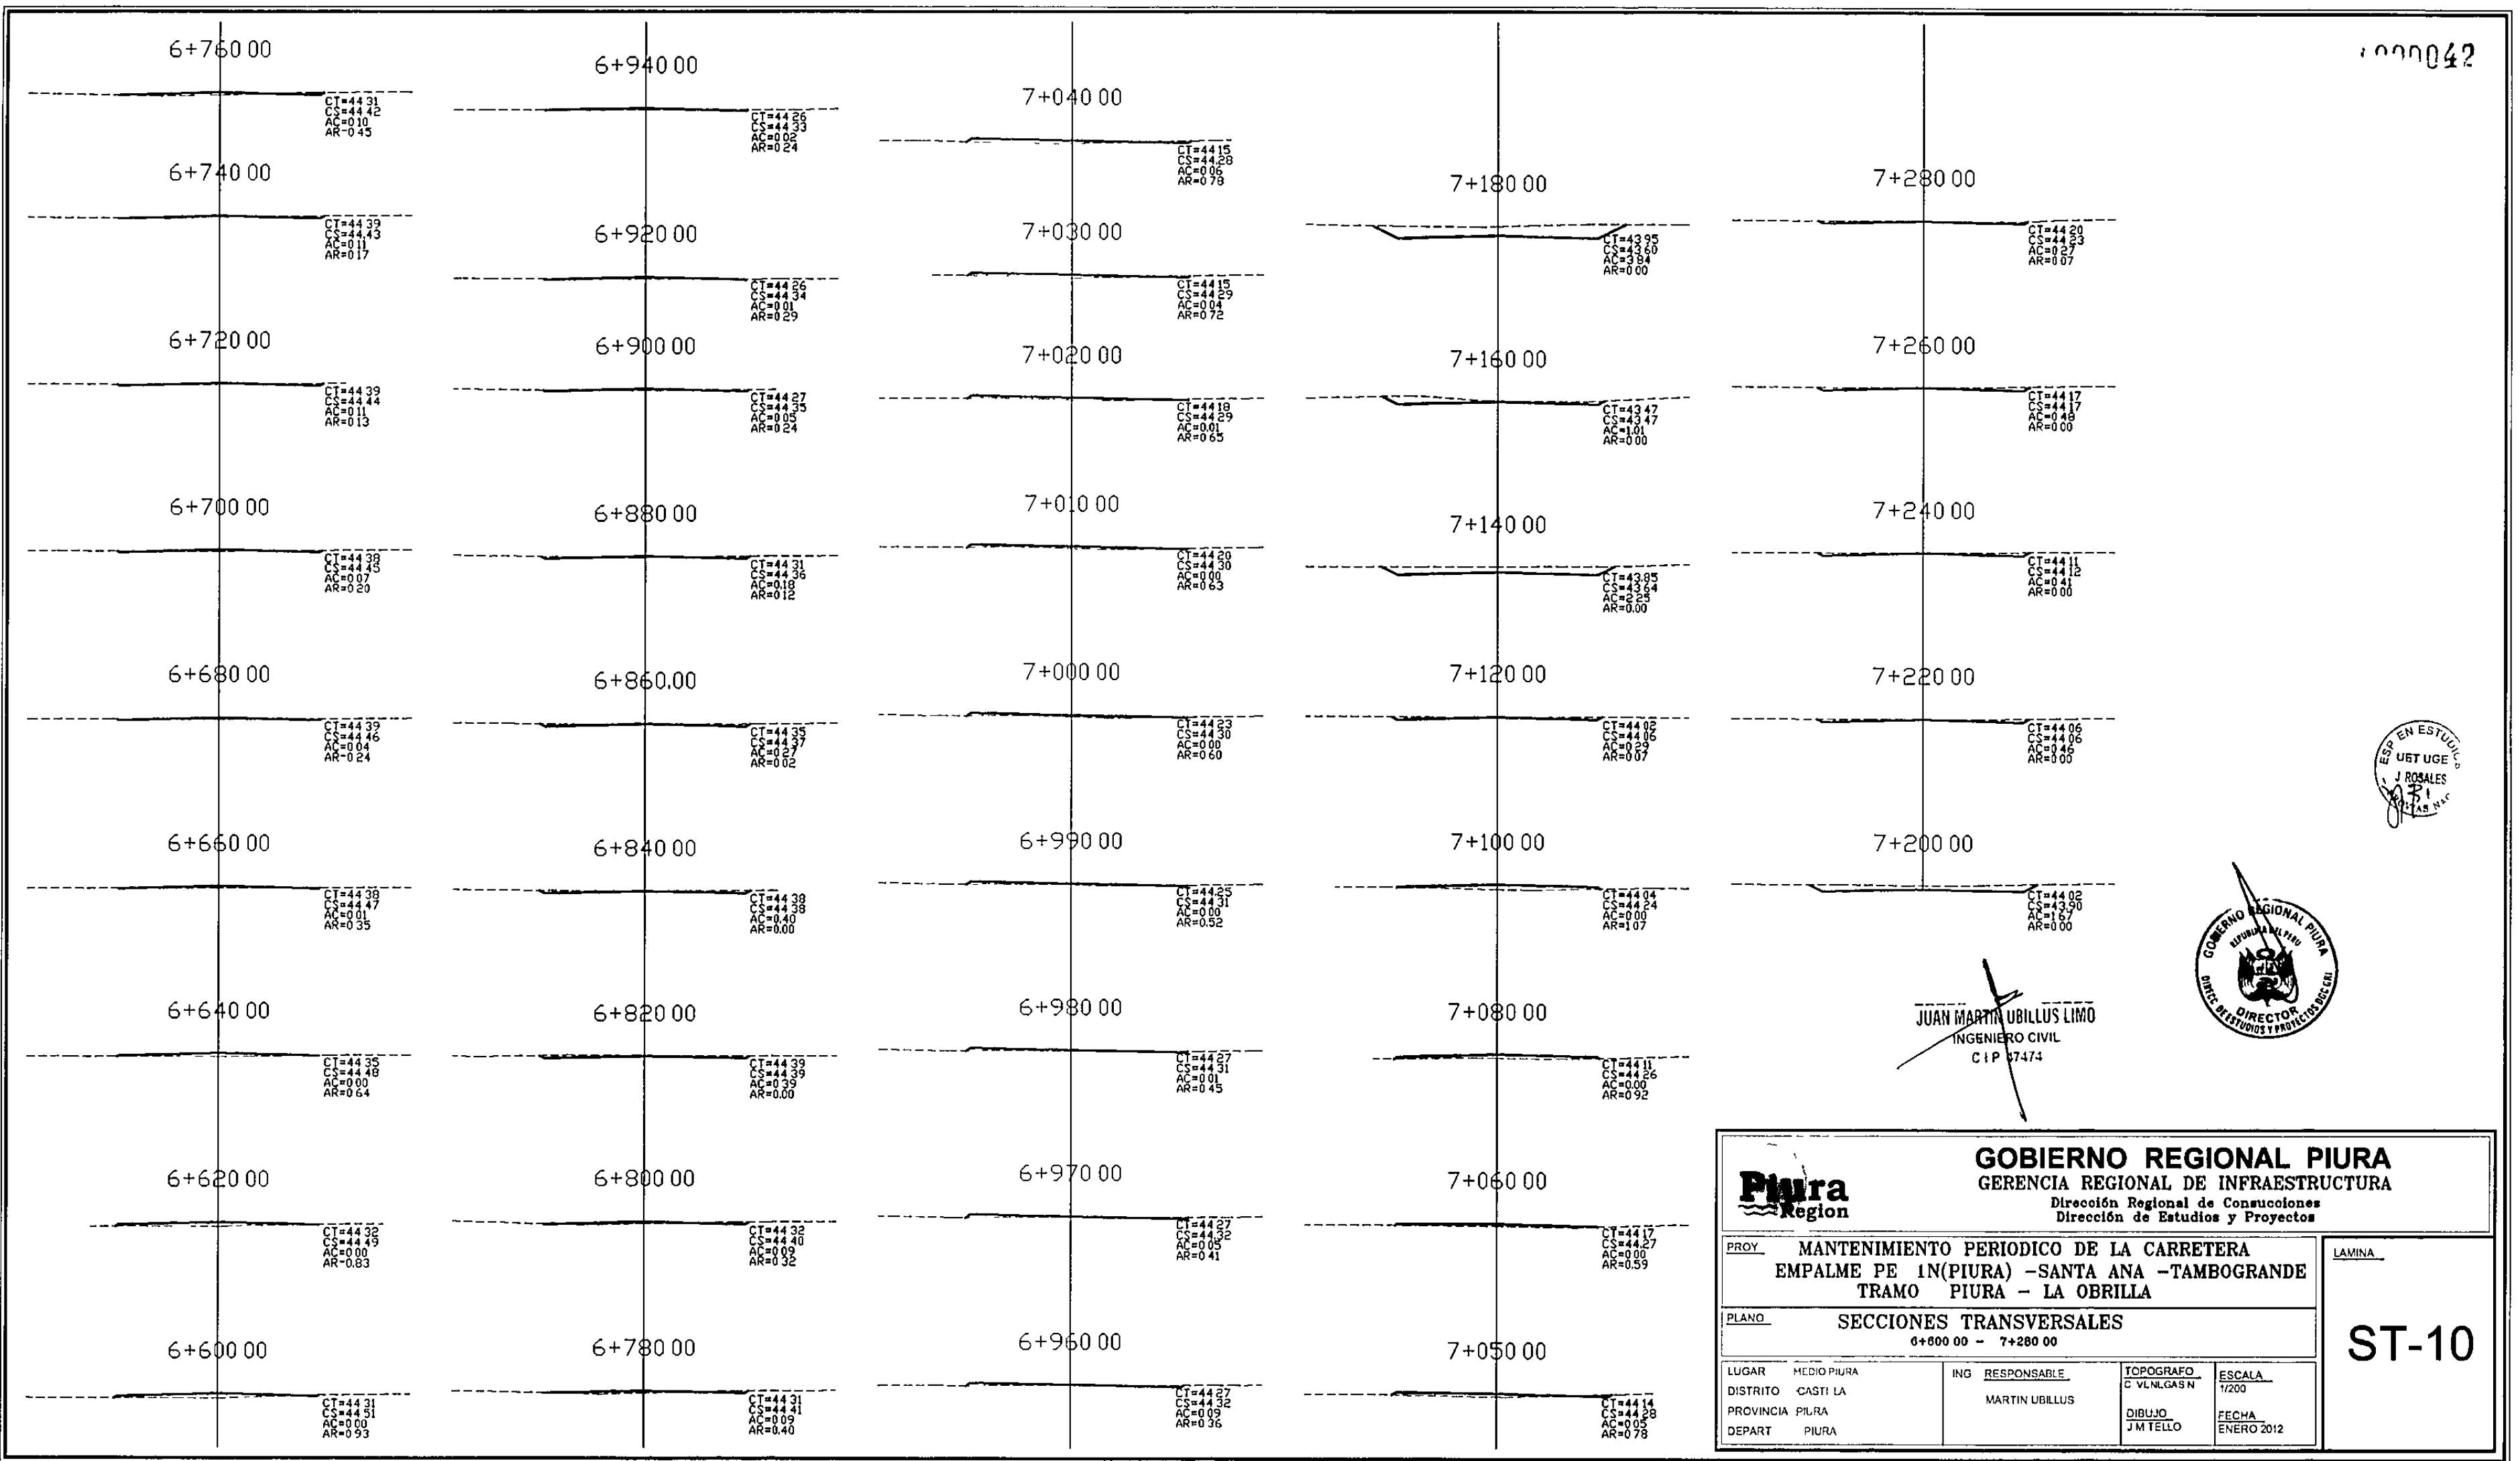 6+760 00
CT=44 31
CS=44 42
AC=0 10
AR=0 45
6+740 00
CT=44 39
CS=44.43
AC=0 11
AR=0 17
6+720 00
CT=44 39
CS=44 44
AC=0 11
AR=0 13
6+700 00
CT=44 38
CS=44 45
AC=0 07
AR=0 20
6+680 00
CT=44 39
CS=44 46
AC=0 04
AR=0 24
6+660 00
CT=44 38
CS=44 47
AC=0 01
AR=0 35
6+640 00
CT=44 35
CS=44 48
AC=0 00
AR=0 64
6+620 00
CT=44 32
CS=44 49
AC=0 00
AR=0.83
6+600 00
CT=44 31
CS=44 51
AC=0 00
AR=0 93
6+940 00
CT=44 26
CS=44 33
AC=0 02
AR=0 24
6+920 00
CT=44 26
CS=44 34
AC=0 01
AR=0 29
6+900 00
CT=44 27
CS=44 35
AC=0 05
AR=0 24
6+880 00
CT=44 31
CS=44 36
AC=0.18
AR=0 12
6+860.00
CT=44 35
CS=44 37
AC=0 27
AR=0 02
6+840 00
CT=44 38
CS=44 38
AC=0.40
AR=0.00
6+820 00
CT=44 39
CS=44 39
AC=0 39
AR=0.00
6+800 00
CT=44 32
CS=44 40
AC=0 09
AR=0 32
6+780 00
CT=44 31
CS=44 41
AC=0 09
AR=0.40
7+040 00
CT=44 15
CS=44.28
AC=0 06
AR=0 78
7+030 00
CT=44 15
CS=44 29
AC=0 04
AR=0 72
7+020 00
CT=44 18
CS=44 29
AC=0.01
AR=0 65
7+010 00
CT=44 20
CS=44 30
AC=0 00
AR=0 63
7+000 00
CT=44 23
CS=44 30
AC=0 00
AR=0 60
6+990 00
CT=44.25
CS=44 31
AC=0 00
AR=0.52
6+980 00
CT=44 27
CS=44 31
AC=0 01
AR=0 45
6+970 00
CT=44 27
CS=44.32
AC=0 05
AR=0 41
6+960 00
CT=44 27
CS=44 32
AC=0 09
AR=0 36
7+180 00
CT=43 95
CS=43 60
AC=3 84
AR=0 00
7+160 00
CT=43 47
CS=43 47
AC=1.01
AR=0 00
7+140 00
CT=43.85
CS=43 64
AC=2 25
AR=0.00
7+120 00
CT=44 02
CS=44 06
AC=0 29
AR=0 07
7+100 00
CT=44 04
CS=44 24
AC=0 00
AR=1 07
7+080 00
CT=44 11
CS=44 26
AC=0.00
AR=0 92
7+060 00
CT=44 17
CS=44.27
AC=0 00
AR=0.59
7+050 00
CT=44 14
CS=44 28
AC=0 05
AR=0 78
7+280 00
CT=44 20
CS=44 23
AC=0 27
AR=0 07
7+260 00
CT=44 17
CS=44 17
AC=0 48
AR=0 00
7+240 00
CT=44 11
CS=44 12
AC=0 41
AR=0 00
7+220 00
CT=44 06
CS=44 06
AC=0 46
AR=0 00
7+200 00
CT=44 02
CS=43.90
AC=1 67
AR=0 00
000042
ESP EN ESTUDIOS
UET UGE
J ROSALES
GOBIERNO REGIONAL PIURA
REPUBLICA DEL PERU
DIRECTOR
DIRECC DE ESTUDIOS Y PROYECTOS DGC GRI
JUAN MARTIN UBILLUS LIMO
INGENIERO CIVIL
C I P 47474
Piura
Region
GOBIERNO REGIONAL PIURA
GERENCIA REGIONAL DE INFRAESTRUCTURA
Dirección Regional de Consucciones
Dirección de Estudios y Proyectos
PROY MANTENIMIENTO PERIODICO DE LA CARRETERA
EMPALME PE 1N(PIURA) -SANTA ANA -TAMBOGRANDE
TRAMO PIURA - LA OBRILLA
PLANO SECCIONES TRANSVERSALES
6+600 00 - 7+280 00
LAMINA
ST-10
LUGAR MEDIO PIURA
DISTRITO CASTI LA
PROVINCIA PIURA
DEPART PIURA
ING RESPONSABLE
MARTIN UBILLUS
TOPOGRAFO
DIBUJO
J M TELLO
ESCALA
1/200
FECHA
ENERO 2012